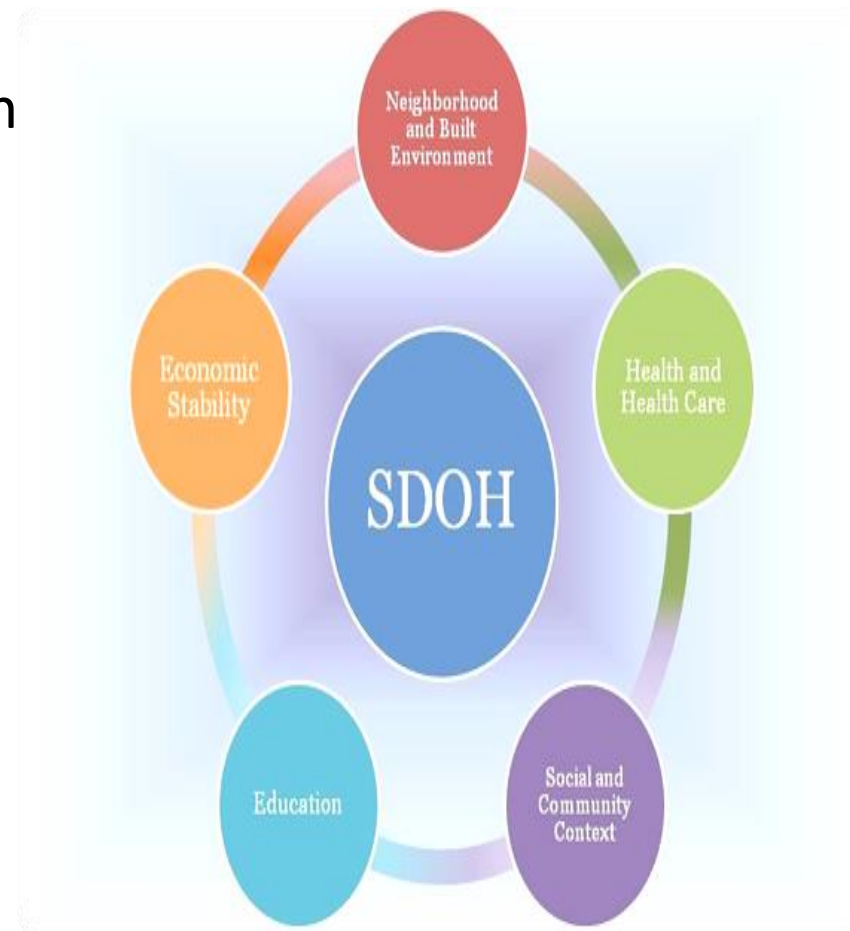 n
Neighborhood
and Built
Environment
Economic
Stability
Health and
Health Care
SDOH
Education
Social and
Community
Context